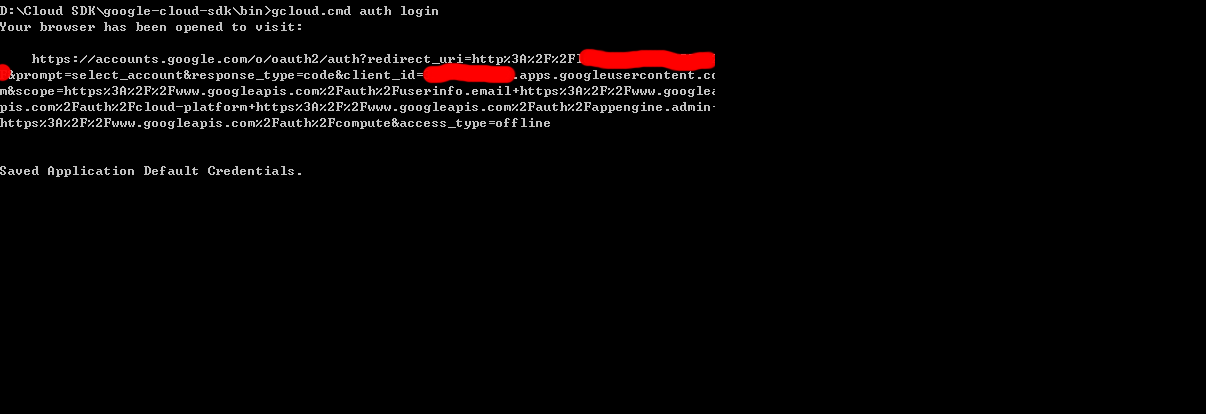 D:\Cloud SDK\google-cloud-sdk\bin>gcloud.cmd auth login
Your browser has been opened to visit:
https://accounts.google.com/o/oauth2/auth?redirect_uri=http%3A%2F%2Fl
&prompt=select_account&response_type=code&client_id= .apps.googleusercontent.co
m&scope=https%3A%2F%2Fwww.googleapis.com%2Fauth%2Fuserinfo.email+https%3A%2F%2Fwww.googlea
pis.com%2Fauth%2Fcloud-platform+https%3A%2F%2Fwww.googleapis.com%2Fauth%2Fappengine.admin+
https%3A%2F%2Fwww.googleapis.com%2Fauth%2Fcompute&access_type=offline
Saved Application Default Credentials.